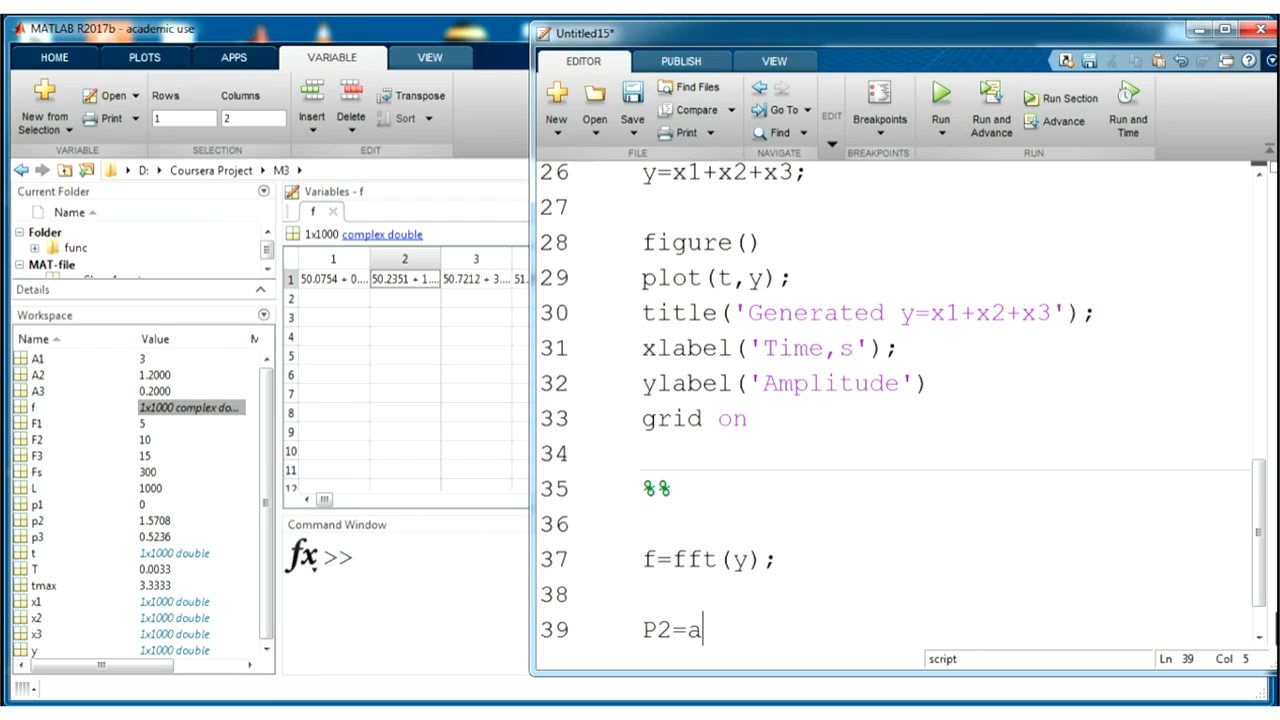 MATLAB R2017b - academic use
HOME PLOTS APPS VARIABLE VIEW
New from Selection
Open
Print
Rows Columns
1 2
Insert Delete
Transpose
Sort
VARIABLE SELECTION EDIT
D: Coursera Project M3
Current Folder
Name
Folder
func
MAT-file
Details
Workspace
Name Value M
A1 3
A2 1.2000
A3 0.2000
f 1x1000 complex do...
F1 5
F2 10
F3 15
Fs 300
L 1000
p1 0
p2 1.5708
p3 0.5236
t 1x1000 double
T 0.0033
tmax 3.3333
x1 1x1000 double
x2 1x1000 double
x3 1x1000 double
y 1x1000 double
Variables - f
f
1x1000 complex double
1 2 3
1 50.0754 + 0.... 50.2351 + 1.... 50.7212 + 3.... 51.
2
3
4
5
6
7
8
9
10
11
12
Command Window
fx >>
Untitled15*
EDITOR PUBLISH VIEW
New Open Save
Find Files
Compare
Print
Go To
Find
EDIT
Breakpoints
Run
Run and Advance
Run Section
Advance
Run and Time
FILE NAVIGATE BREAKPOINTS RUN
26 y=x1+x2+x3;
27
28 figure()
29 plot(t,y);
30 title('Generated y=x1+x2+x3');
31 xlabel('Time,s');
32 ylabel('Amplitude')
33 grid on
34
35 %%
36
37 f=fft(y);
38
39 P2=a
script Ln 39 Col 5